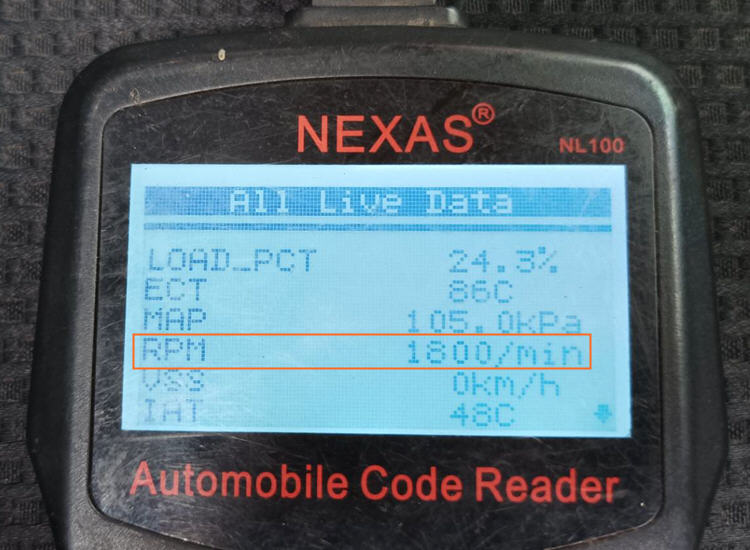 NEXAS®
NL100
All Live Data
LOAD_PCT 24.3%
ECT 86C
MAP 105.0kPa
RPM 1800/min
VSS 0km/h
IAT 48C
Automobile Code Reader